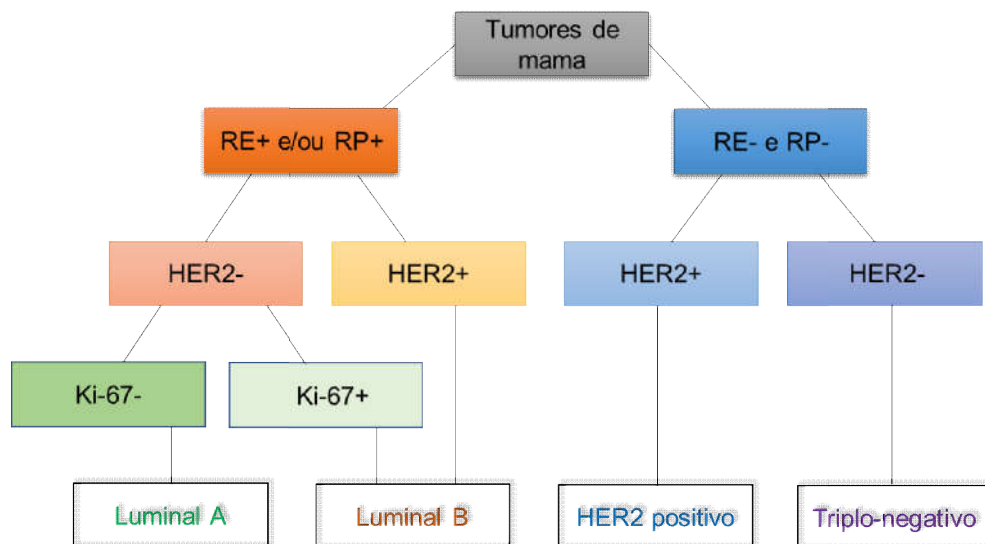 Tumores de
mama
RE+ e/ou RP+
RE- e RP-
HER2-
HER2+
HER2+
HER2-
Ki-67-
Ki-67+
Luminal A
Luminal B
HER2 positivo
Triplo-negativo